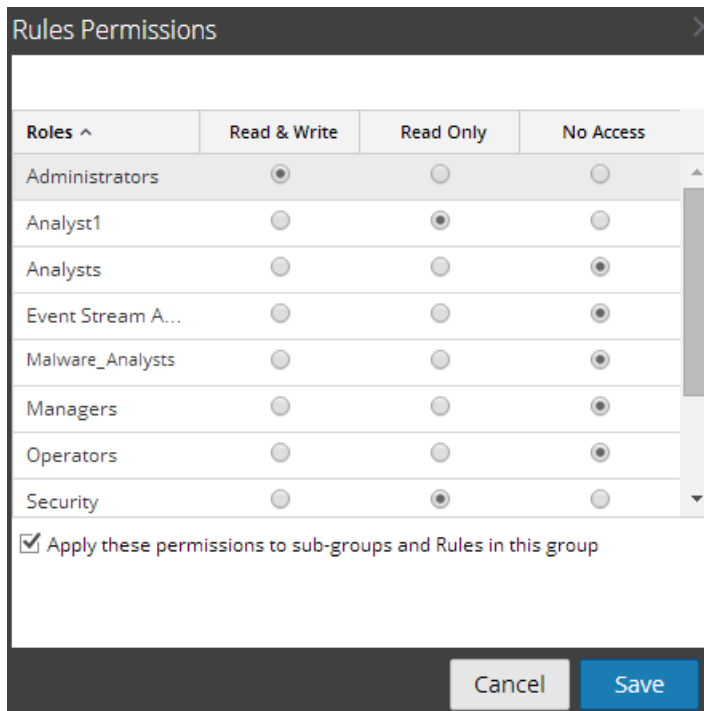 Rules Permissions
Roles Read & Write Read Only No Access
Administrators
Analyst1
Analysts
Event Stream A...
Malware_Analysts
Managers
Operators
Security
Apply these permissions to sub-groups and Rules in this group
Cancel Save